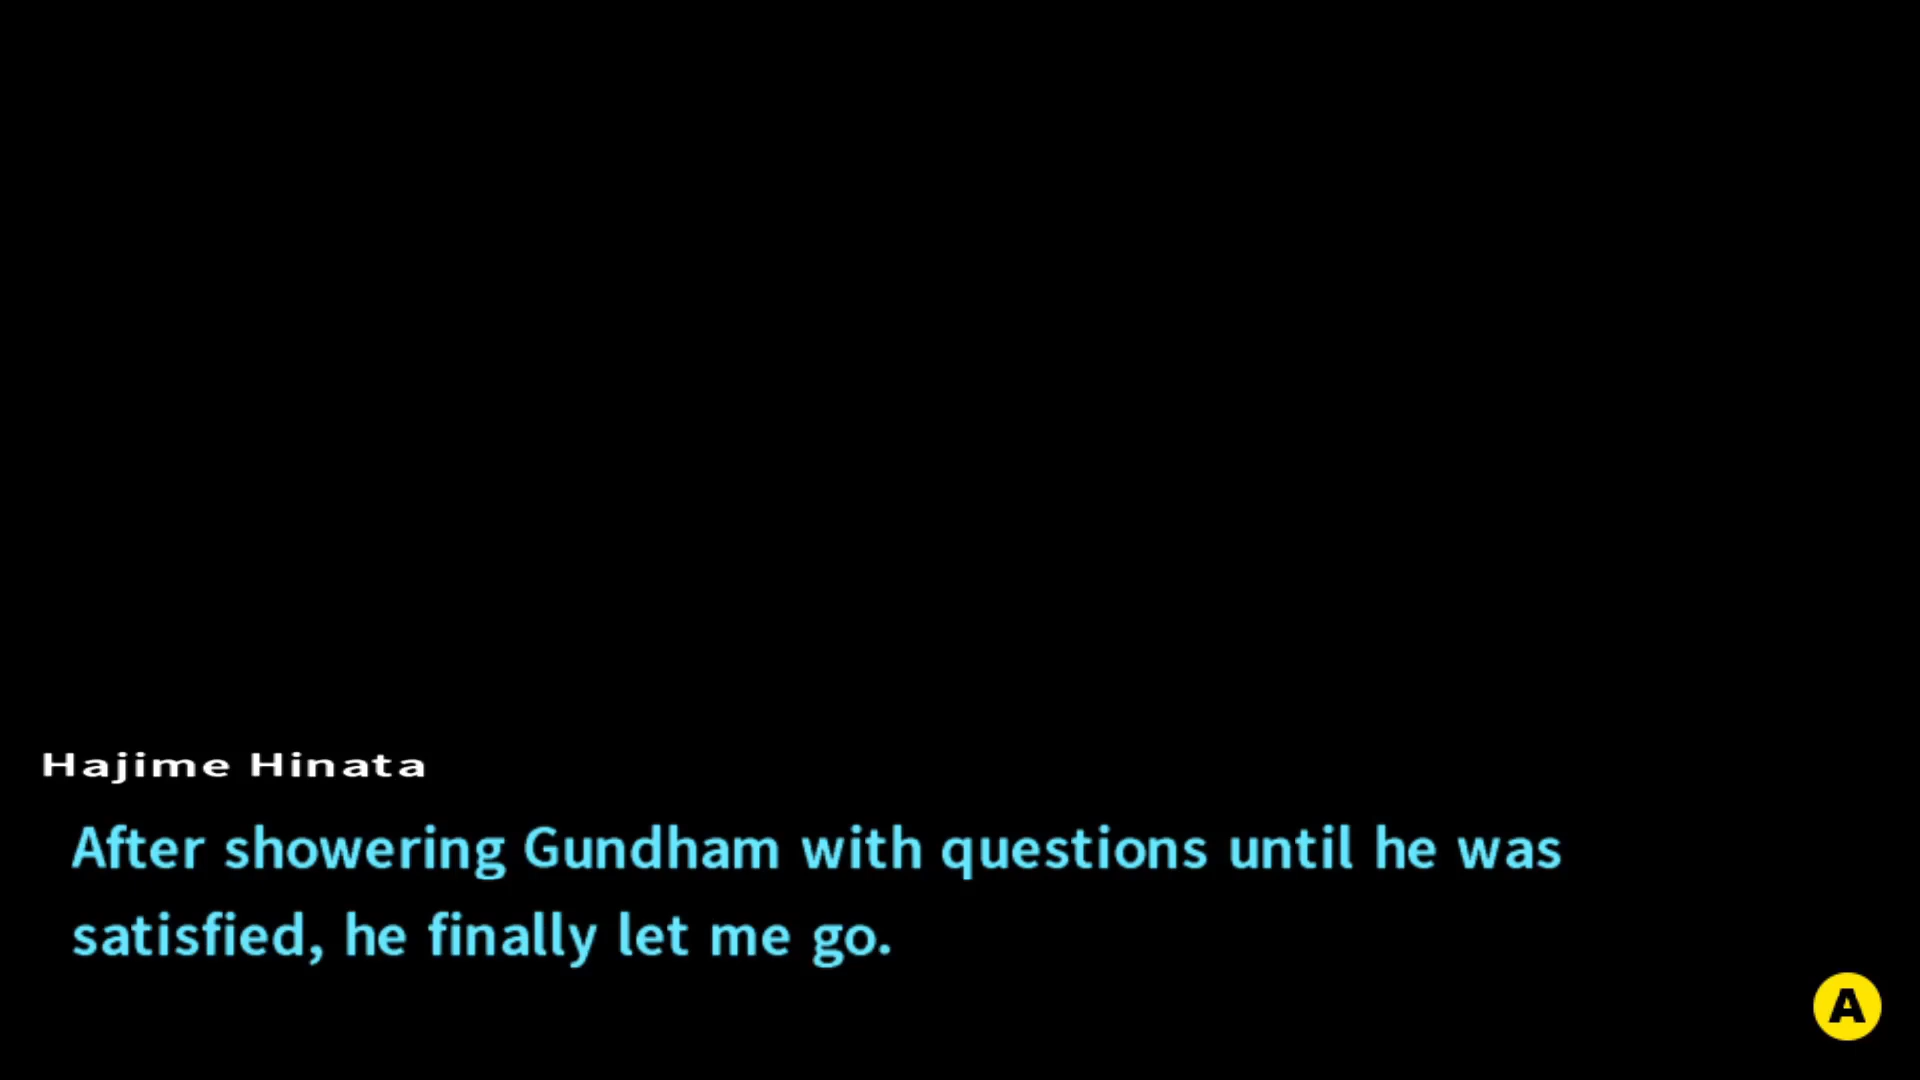 Hajime Hinata
After showering Gundham with questions until he was
satisfied, he finally let me go.
A